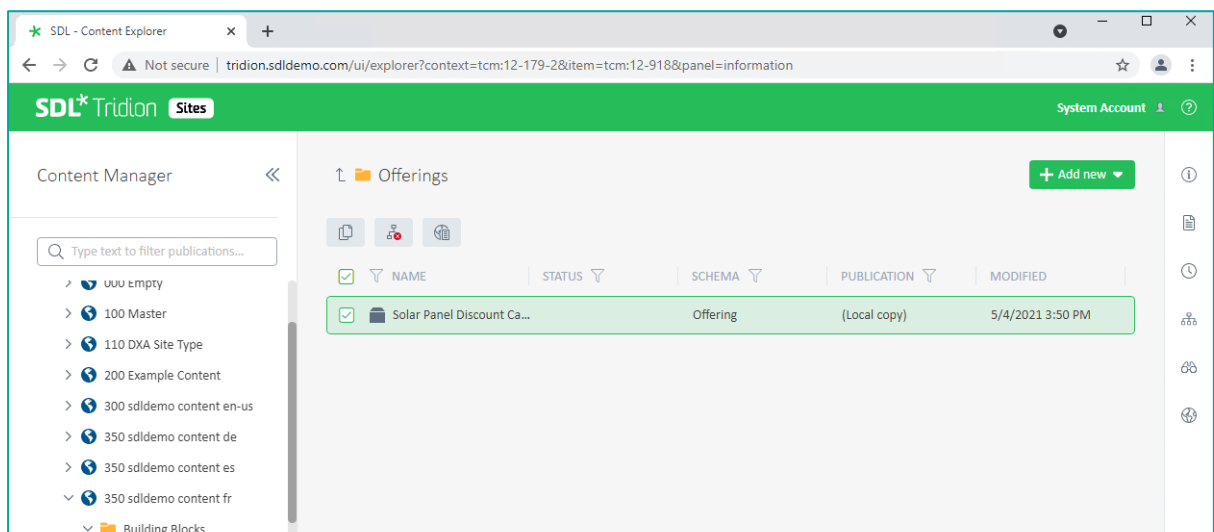 SDL - Content Explorer
Not secure | tridion.sdldemo.com/ui/explorer?context=tcm:12-179-2&item=tcm:12-918&panel=information
SDL* Tridion Sites
System Account
Content Manager
Offerings
Add new
Type text to filter publications...
NAME STATUS SCHEMA PUBLICATION MODIFIED
000 Empty
Solar Panel Discount Ca... Offering (Local copy) 5/4/2021 3:50 PM
100 Master
110 DXA Site Type
200 Example Content
300 sdldemo content en-us
350 sdldemo content de
350 sdldemo content es
350 sdldemo content fr
Building Blocks